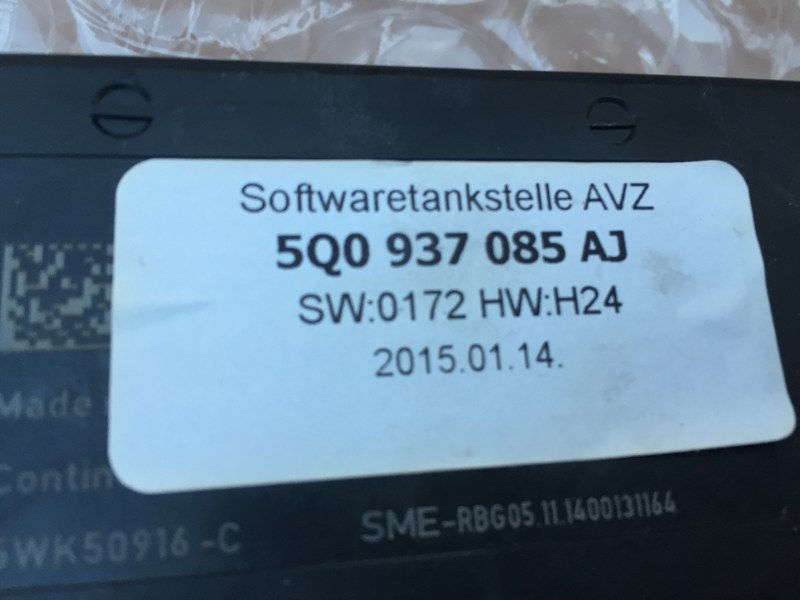 Softwaretankstelle AVZ
5Q0 937 085 AJ
SW:0172 HW:H24
2015.01.14.
Made
Contin
5WK50916-C
SME-RBG05.11.1400131164